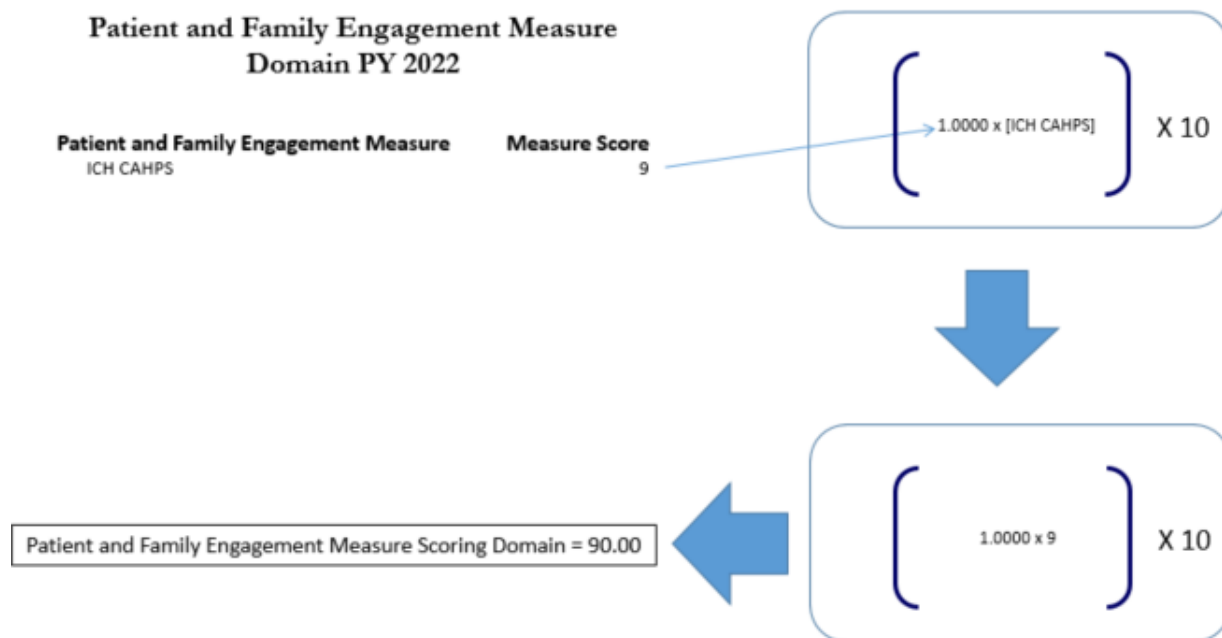 Patient and Family Engagement Measure
Domain PY 2022
Patient and Family Engagement Measure Measure Score
ICH CAHPS 9
1.0000 x [ICH CAHPS] X 10
1.0000 x 9 X 10
Patient and Family Engagement Measure Scoring Domain = 90.00